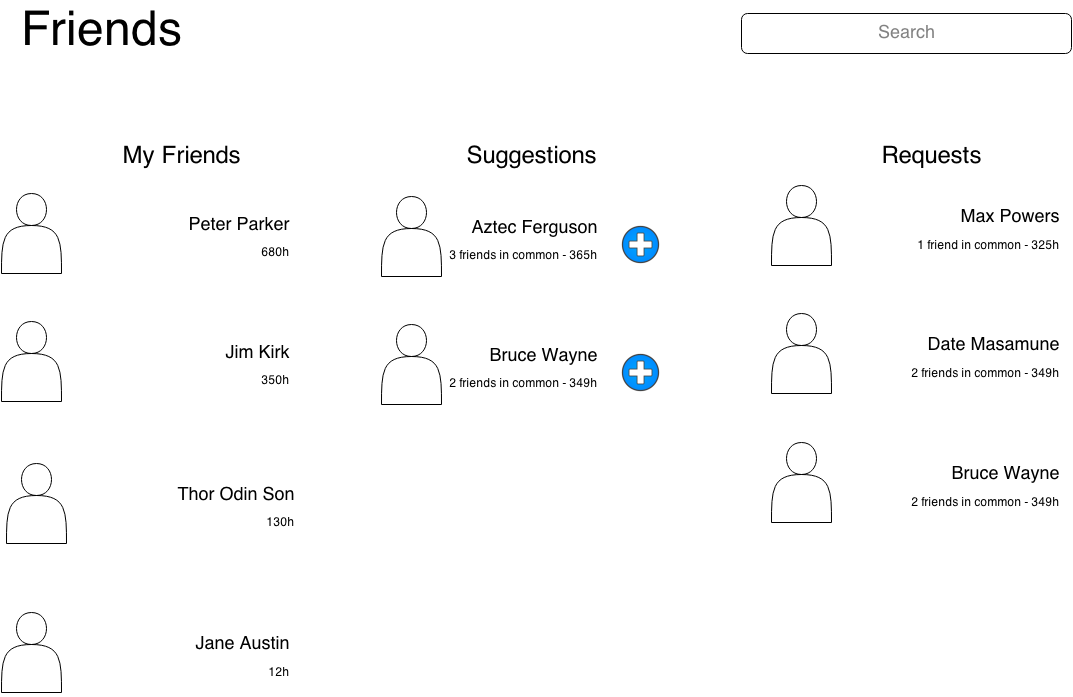 Friends
Search
My Friends
Peter Parker
680h
Jim Kirk
350h
Thor Odin Son
130h
Jane Austin
12h
Suggestions
Aztec Ferguson
3 friends in common - 365h
Bruce Wayne
2 friends in common - 349h
Requests
Max Powers
1 friend in common - 325h
Date Masamune
2 friends in common - 349h
Bruce Wayne
2 friends in common - 349h